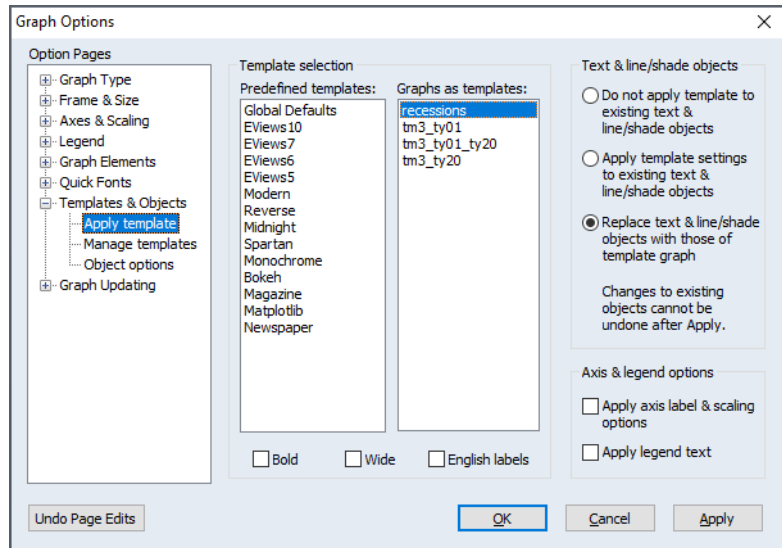 Graph Options
Option Pages
Graph Type
Frame & Size
Axes & Scaling
Legend
Graph Elements
Quick Fonts
Templates & Objects
Apply template
Manage templates
Object options
Graph Updating
Template selection
Predefined templates:
Global Defaults
EViews10
EViews7
EViews6
EViews5
Modern
Reverse
Midnight
Spartan
Monochrome
Bokeh
Magazine
Matplotlib
Newspaper
Graphs as templates:
recessions
tm3_ty01
tm3_ty01_ty20
tm3_ty20
Bold
Wide
English labels
Text & line/shade objects
Do not apply template to
existing text &
line/shade objects
Apply template settings
to existing text &
line/shade objects
Replace text & line/shade
objects with those of
template graph
Changes to existing
objects cannot be
undone after Apply.
Axis & legend options
Apply axis label & scaling
options
Apply legend text
Undo Page Edits
OK
Cancel
Apply